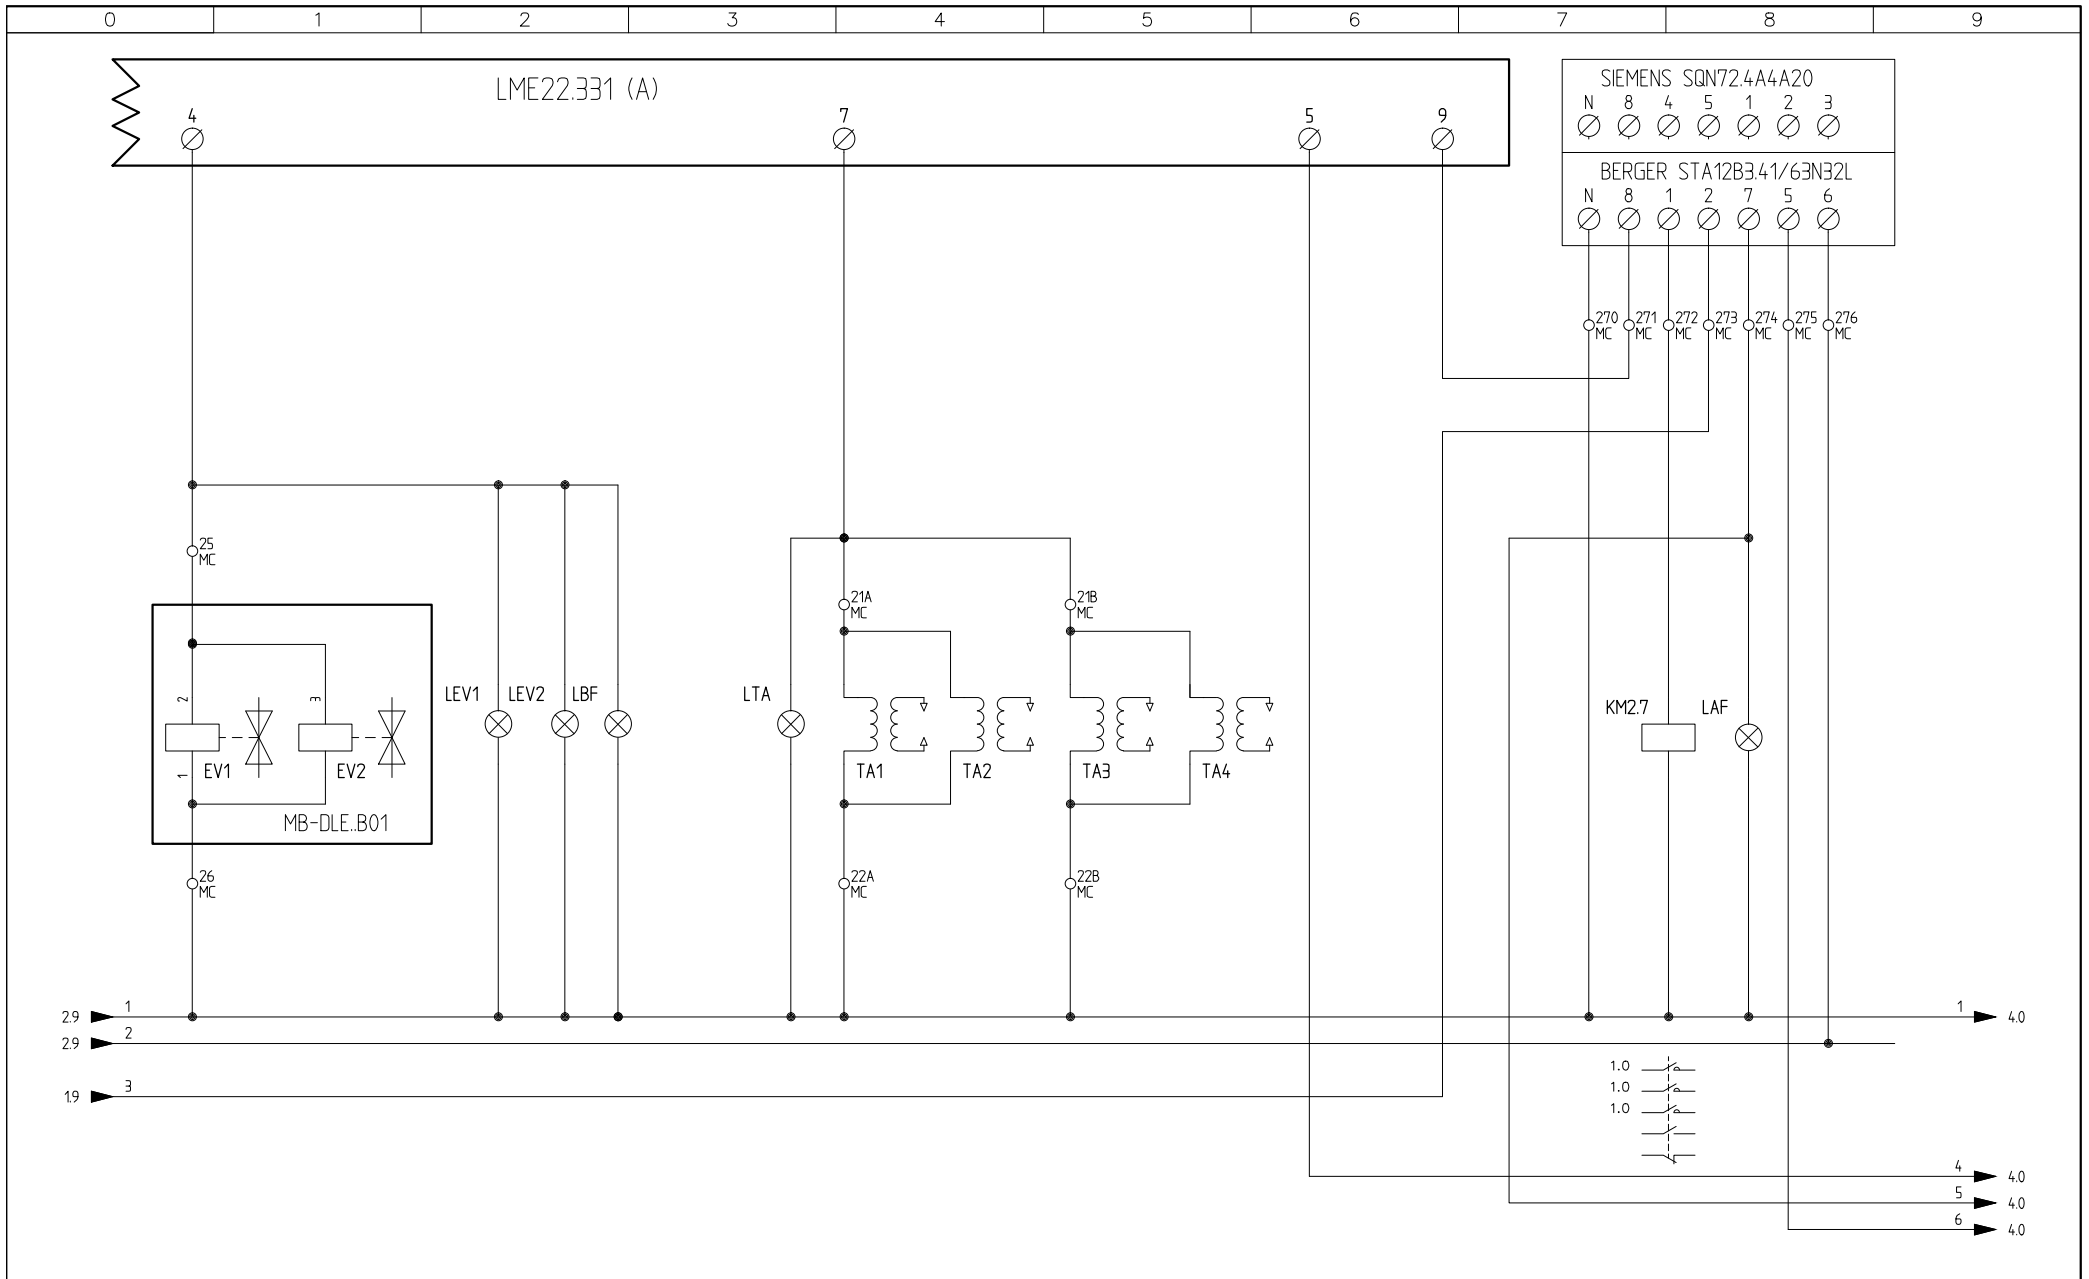 0 1 2 3 4 5 6 7 8 9
LME22.331 (A)
4 7 5 9
SIEMENS SQN72.4A4A20
N 8 4 5 1 2 3
BERGER STA12B3.41/63N32L
N 8 1 2 7 5 6
270 MC
271 MC
272 MC
273 MC
274 MC
275 MC
276 MC
25
MC
21A
MC
21B
MC
2 3
LEV1 LEV2 LBF LTA
KM2.7 LAF
1 EV1 EV2
TA1 TA2 TA3 TA4
MB-DLE..B01
26
MC
22A
MC
22B
MC
2.9 1 1 4.0
2.9 2
1.9 3
1.0
1.0
1.0
4 4.0
5 4.0
6 4.0